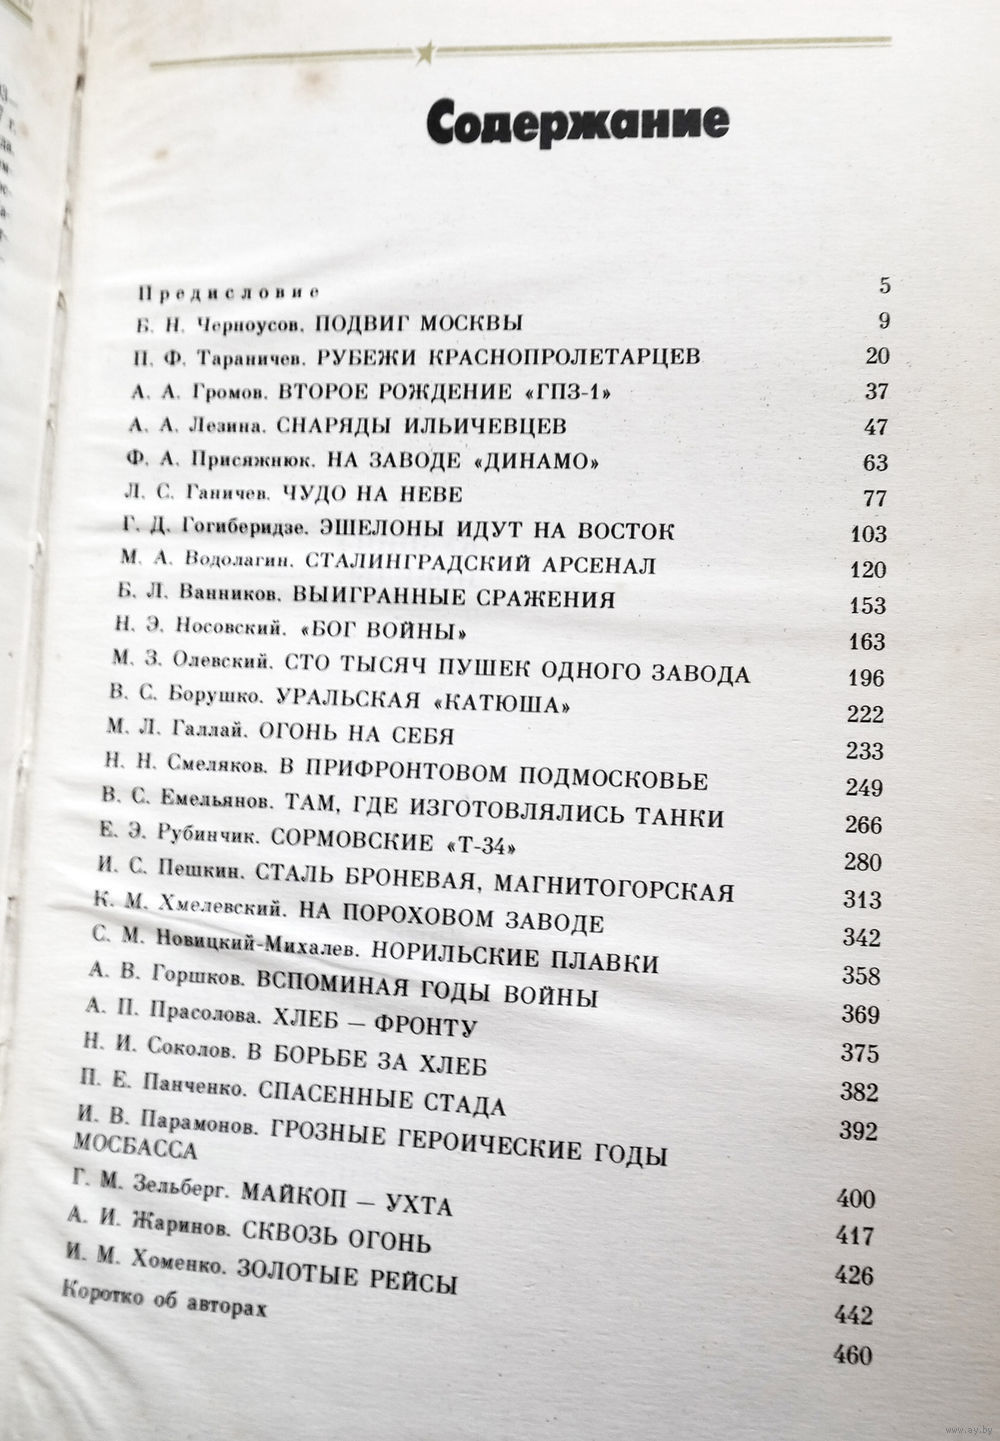 Содержание
Предисловие 5
Б. Н. Черноусов. ПОДВИГ МОСКВЫ 9
П. Ф. Тараничев. РУБЕЖИ КРАСНОПРОЛЕТАРЦЕВ 20
А. А. Громов. ВТОРОЕ РОЖДЕНИЕ «ГПЗ-1» 37
А. А. Лезина. СНАРЯДЫ ИЛЬИЧЕВЦЕВ 47
Ф. А. Присяжнюк. НА ЗАВОДЕ «ДИНАМО» 63
Л. С. Ганичев. ЧУДО НА НЕВЕ 77
Г. Д. Гогиберидзе. ЭШЕЛОНЫ ИДУТ НА ВОСТОК 103
М. А. Водолагин. СТАЛИНГРАДСКИЙ АРСЕНАЛ 120
Б. Л. Ванников. ВЫИГРАННЫЕ СРАЖЕНИЯ 153
Н. Э. Носовский. «БОГ ВОЙНЫ» 163
М. З. Олевский. СТО ТЫСЯЧ ПУШЕК ОДНОГО ЗАВОДА 196
В. С. Борушко. УРАЛЬСКАЯ «КАТЮША» 222
М. Л. Галлай. ОГОНЬ НА СЕБЯ 233
Н. Н. Смеляков. В ПРИФРОНТОВОМ ПОДМОСКОВЬЕ 249
В. С. Емельянов. ТАМ, ГДЕ ИЗГОТОВЛЯЛИСЬ ТАНКИ 266
Е. Э. Рубинчик. СОРМОВСКИЕ «Т-34» 280
И. С. Пешкин. СТАЛЬ БРОНЕВАЯ, МАГНИТОГОРСКАЯ 313
К. М. Хмелевский. НА ПОРОХОВОМ ЗАВОДЕ 342
С. М. Новицкий-Михалев. НОРИЛЬСКИЕ ПЛАВКИ 358
А. В. Горшков. ВСПОМИНАЯ ГОДЫ ВОЙНЫ 369
А. П. Прасолова. ХЛЕБ — ФРОНТУ 375
Н. И. Соколов. В БОРЬБЕ ЗА ХЛЕБ 382
П. Е. Панченко. СПАСЕННЫЕ СТАДА 392
И. В. Парамонов. ГРОЗНЫЕ ГЕРОИЧЕСКИЕ ГОДЫ
МОСБАССА 400
Г. М. Зельберг. МАЙКОП — УХТА 417
А. И. Жаринов. СКВОЗЬ ОГОНЬ 426
И. М. Хоменко. ЗОЛОТЫЕ РЕЙСЫ 442
Коротко об авторах 460
www.ay.by